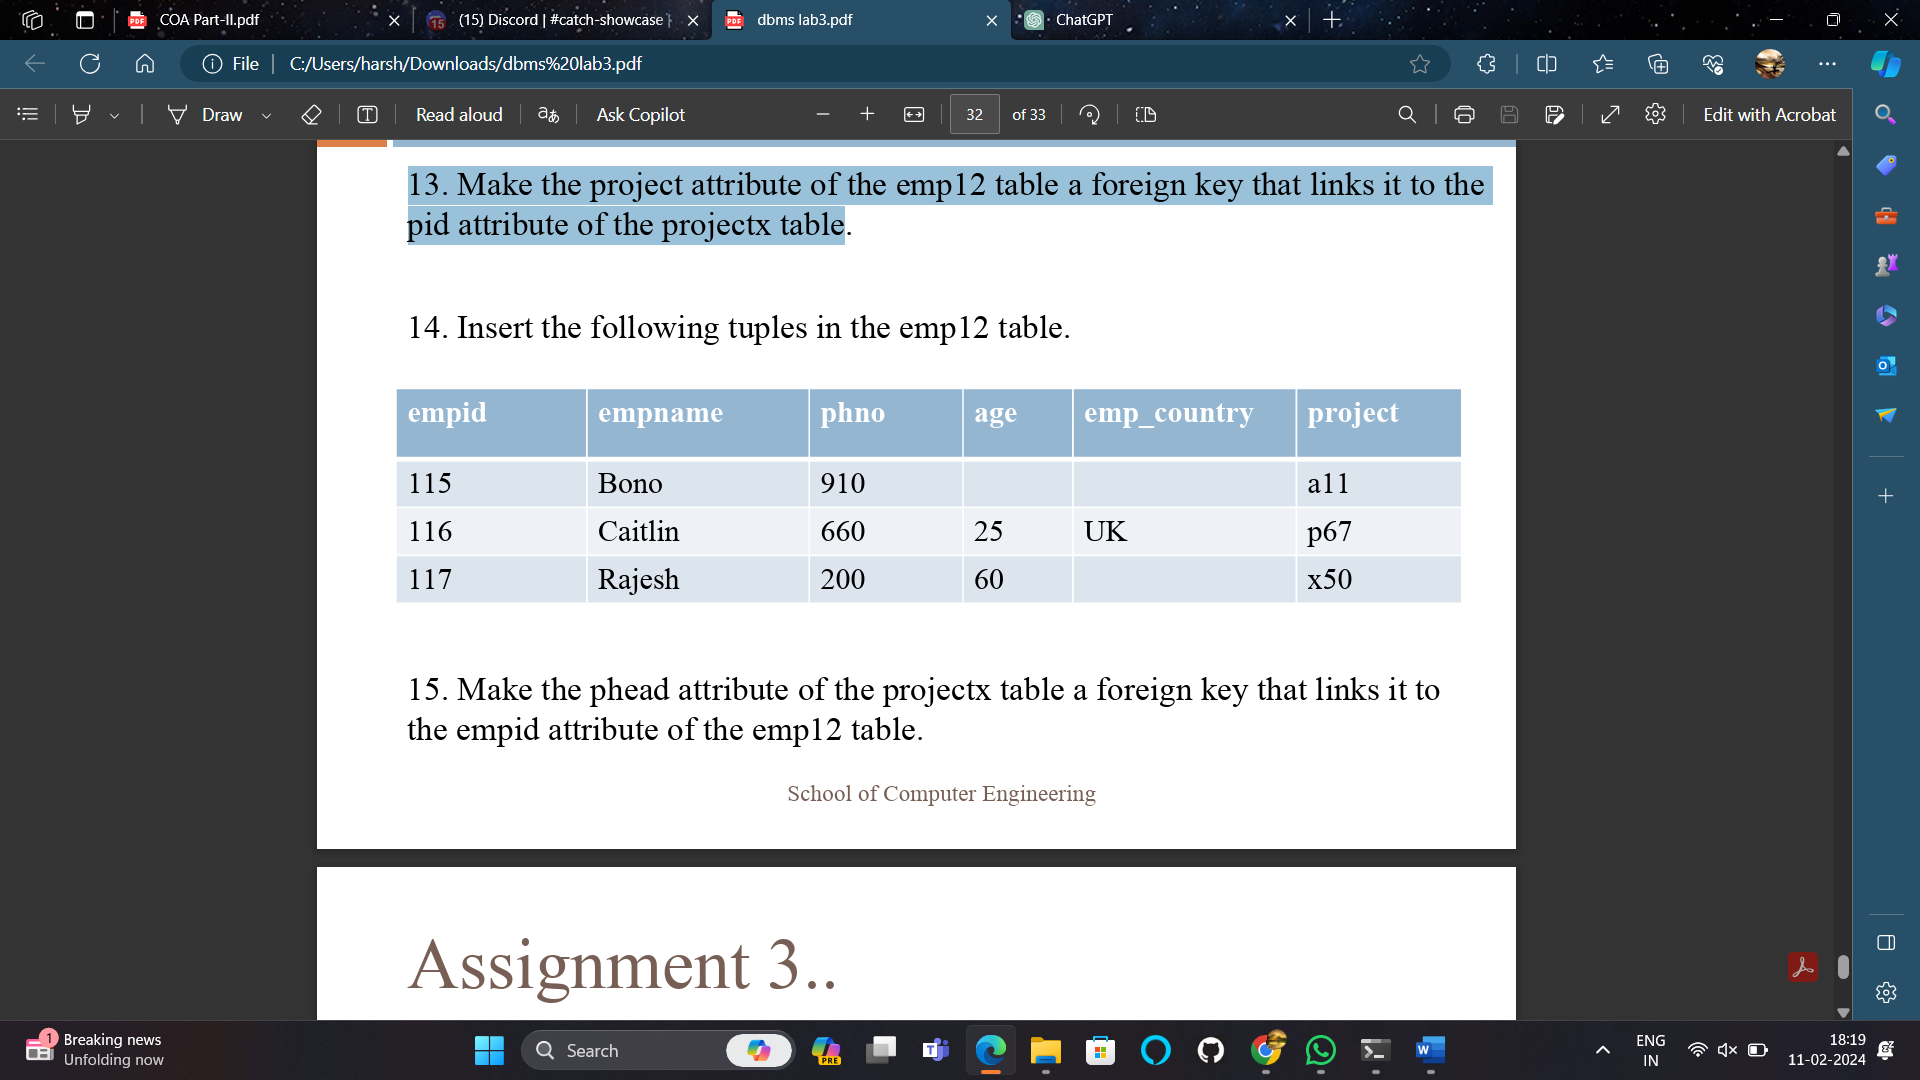 COA Part-II.pdf
(15) Discord | #catch-showcase
dbms lab3.pdf
ChatGPT
File
C:/Users/harsh/Downloads/dbms%20lab3.pdf
Draw
Read aloud
Ask Copilot
32
of 33
Edit with Acrobat
13. Make the project attribute of the emp12 table a foreign key that links it to the
pid attribute of the projectx table.
14. Insert the following tuples in the emp12 table.
empid empname phno age emp_country project
115 Bono 910 a11
116 Caitlin 660 25 UK p67
117 Rajesh 200 60 x50
15. Make the phead attribute of the projectx table a foreign key that links it to
the empid attribute of the emp12 table.
School of Computer Engineering
Assignment 3..
1
Breaking news
Unfolding now
Search
PRE
ENG
IN
18:19
11-02-2024